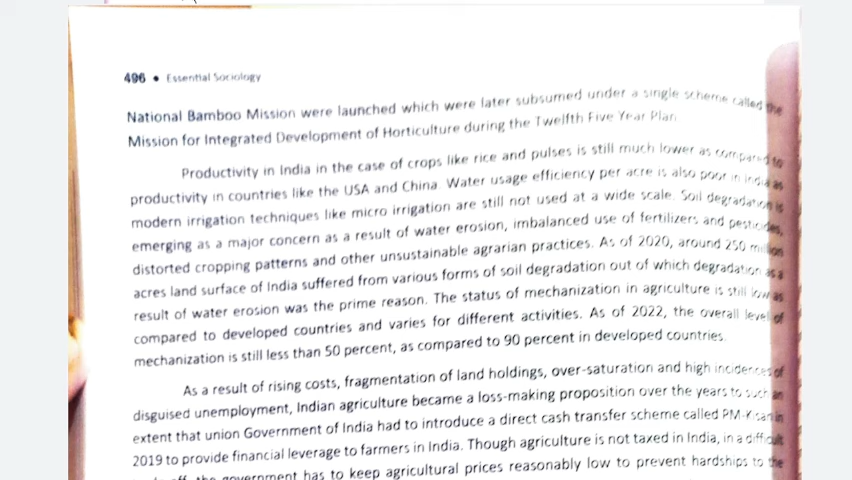 496 • Essential Sociology
National Bamboo Mission were launched which were later subsumed under a single scheme called the
Mission for Integrated Development of Horticulture during the Twelfth Five Year Plan.
Productivity in India in the case of crops like rice and pulses is still much lower as compared to
productivity in countries like the USA and China. Water usage efficiency per acre is also poor in India as
modern irrigation techniques like micro irrigation are still not used at a wide scale. Soil degradation is
emerging as a major concern as a result of water erosion, imbalanced use of fertilizers and pesticides,
distorted cropping patterns and other unsustainable agrarian practices. As of 2020, around 250 million
acres land surface of India suffered from various forms of soil degradation out of which degradation as a
result of water erosion was the prime reason. The status of mechanization in agriculture is still low as
compared to developed countries and varies for different activities. As of 2022, the overall level of
mechanization is still less than 50 percent, as compared to 90 percent in developed countries.
As a result of rising costs, fragmentation of land holdings, over-saturation and high incidences of
disguised unemployment, Indian agriculture became a loss-making proposition over the years to such an
extent that union Government of India had to introduce a direct cash transfer scheme called PM-Kisan in
2019 to provide financial leverage to farmers in India. Though agriculture is not taxed in India, in a difficult
the government has to keep agricultural prices reasonably low to prevent hardships to the